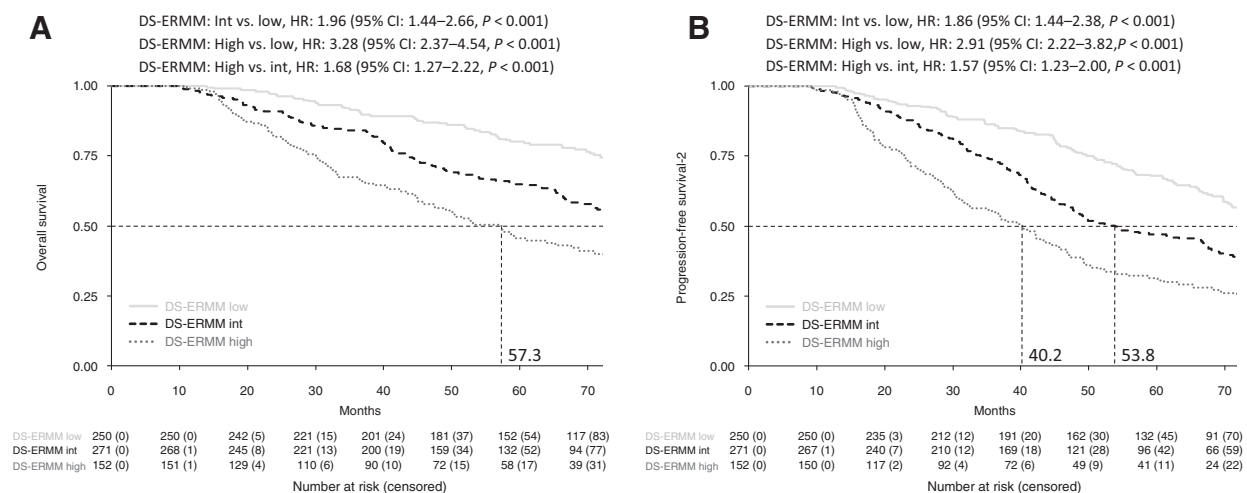 A
DS-ERMM: Int vs. low, HR: 1.96 (95% CI: 1.44–2.66, P < 0.001)
DS-ERMM: High vs. low, HR: 3.28 (95% CI: 2.37–4.54, P < 0.001)
DS-ERMM: High vs. int, HR: 1.68 (95% CI: 1.27–2.22, P < 0.001)
1.00
0.75
0.50
0.25
0.00
Overall survival
DS-ERMM low
DS-ERMM int
DS-ERMM high
57.3
0 10 20 30 40 50 60 70
Months
DS-ERMM low 250 (0) 250 (0) 242 (5) 221 (15) 201 (24) 181 (37) 152 (54) 117 (83)
DS-ERMM int 271 (0) 268 (1) 245 (8) 221 (13) 200 (19) 159 (34) 132 (52) 94 (77)
DS-ERMM high 152 (0) 151 (1) 129 (4) 110 (6) 90 (10) 72 (15) 58 (17) 39 (31)
Number at risk (censored)
B
DS-ERMM: Int vs. low, HR: 1.86 (95% CI: 1.44–2.38, P < 0.001)
DS-ERMM: High vs. low, HR: 2.91 (95% CI: 2.22–3.82,P < 0.001)
DS-ERMM: High vs. int, HR: 1.57 (95% CI: 1.23–2.00, P < 0.001)
1.00
0.75
0.50
0.25
0.00
Progression-free survival-2
DS-ERMM low
DS-ERMM int
DS-ERMM high
40.2 53.8
0 10 20 30 40 50 60 70
Months
DS-ERMM low 250 (0) 250 (0) 235 (3) 212 (12) 191 (20) 162 (30) 132 (45) 91 (70)
DS-ERMM int 271 (0) 267 (1) 240 (7) 210 (12) 169 (18) 121 (28) 96 (42) 66 (59)
DS-ERMM high 152 (0) 150 (0) 117 (2) 92 (4) 72 (6) 49 (9) 41 (11) 24 (22)
Number at risk (censored)